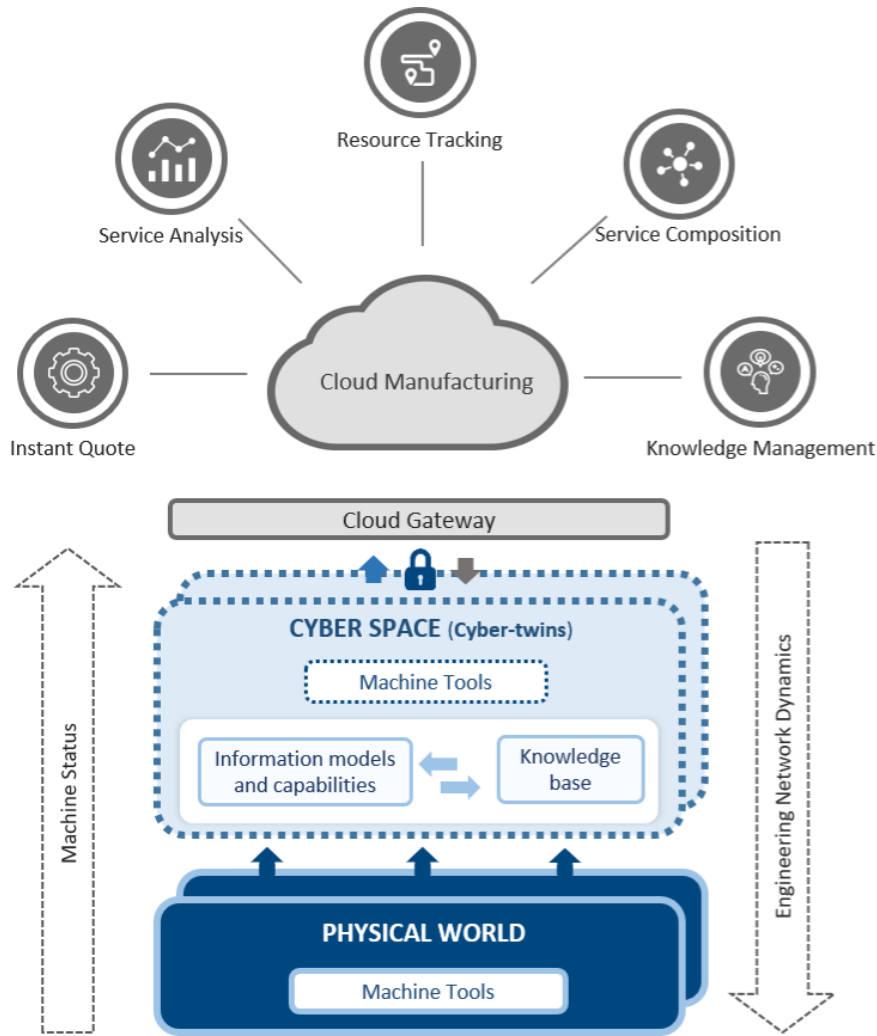 Resource Tracking
Service Analysis
Service Composition
Cloud Manufacturing
Instant Quote
Knowledge Management
Cloud Gateway
CYBER SPACE (Cyber-twins)
Machine Tools
Information models
and capabilities
Knowledge
base
Machine Status
Engineering Network Dynamics
PHYSICAL WORLD
Machine Tools